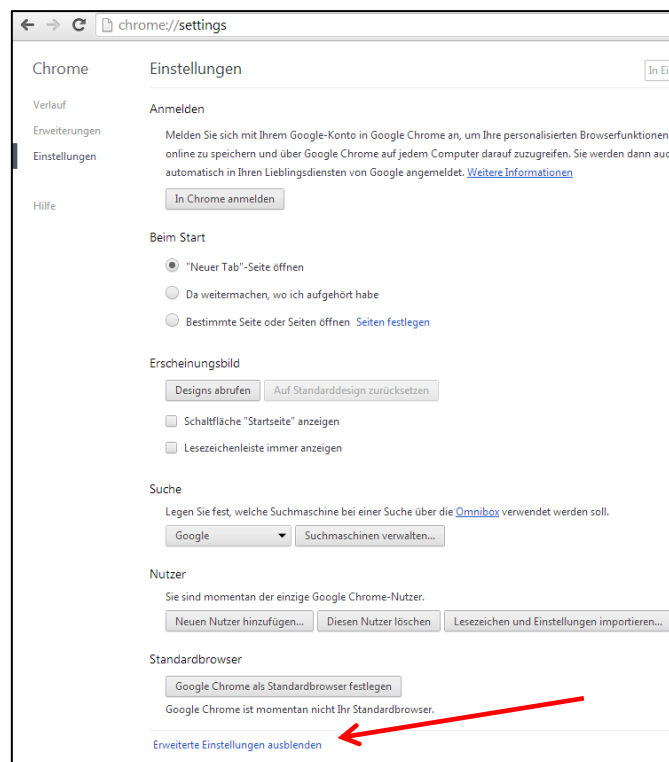 chrome://settings
Chrome
Einstellungen
In Ei
Verlauf
Erweiterungen
Einstellungen
Hilfe
Anmelden
Melden Sie sich mit Ihrem Google-Konto in Google Chrome an, um Ihre personalisierten Browserfunktionen
online zu speichern und über Google Chrome auf jedem Computer darauf zuzugreifen. Sie werden dann auc
automatisch in Ihren Lieblingsdiensten von Google angemeldet. Weitere Informationen
In Chrome anmelden
Beim Start
"Neuer Tab"-Seite öffnen
Da weitermachen, wo ich aufgehört habe
Bestimmte Seite oder Seiten öffnen Seiten festlegen
Erscheinungsbild
Designs abrufen Auf Standarddesign zurücksetzen
Schaltfläche "Startseite" anzeigen
Lesezeichenleiste immer anzeigen
Suche
Legen Sie fest, welche Suchmaschine bei einer Suche über die Omnibox verwendet werden soll.
Google Suchmaschinen verwalten...
Nutzer
Sie sind momentan der einzige Google Chrome-Nutzer.
Neuen Nutzer hinzufügen... Diesen Nutzer löschen Lesezeichen und Einstellungen importieren...
Standardbrowser
Google Chrome als Standardbrowser festlegen
Google Chrome ist momentan nicht Ihr Standardbrowser.
Erweiterte Einstellungen ausblenden